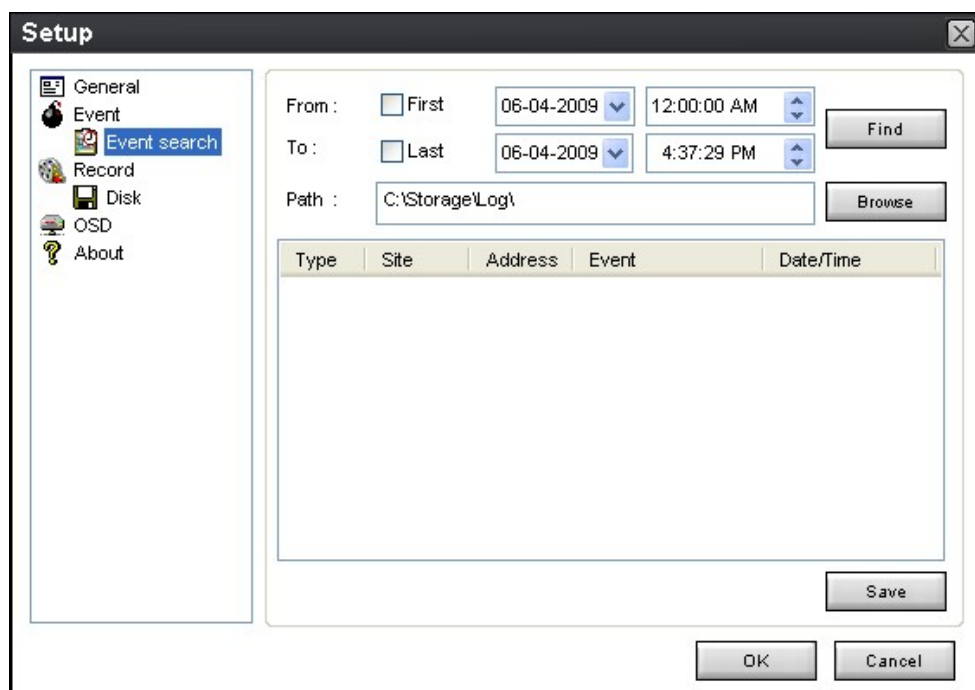 Setup
General
Event
Event search
Record
Disk
OSD
About
From : First 06-04-2009 12:00:00 AM
Find
To : Last 06-04-2009 4:37:29 PM
Path : C:\Storage\Log\ Browse
Type Site Address Event Date/Time
Save
OK Cancel